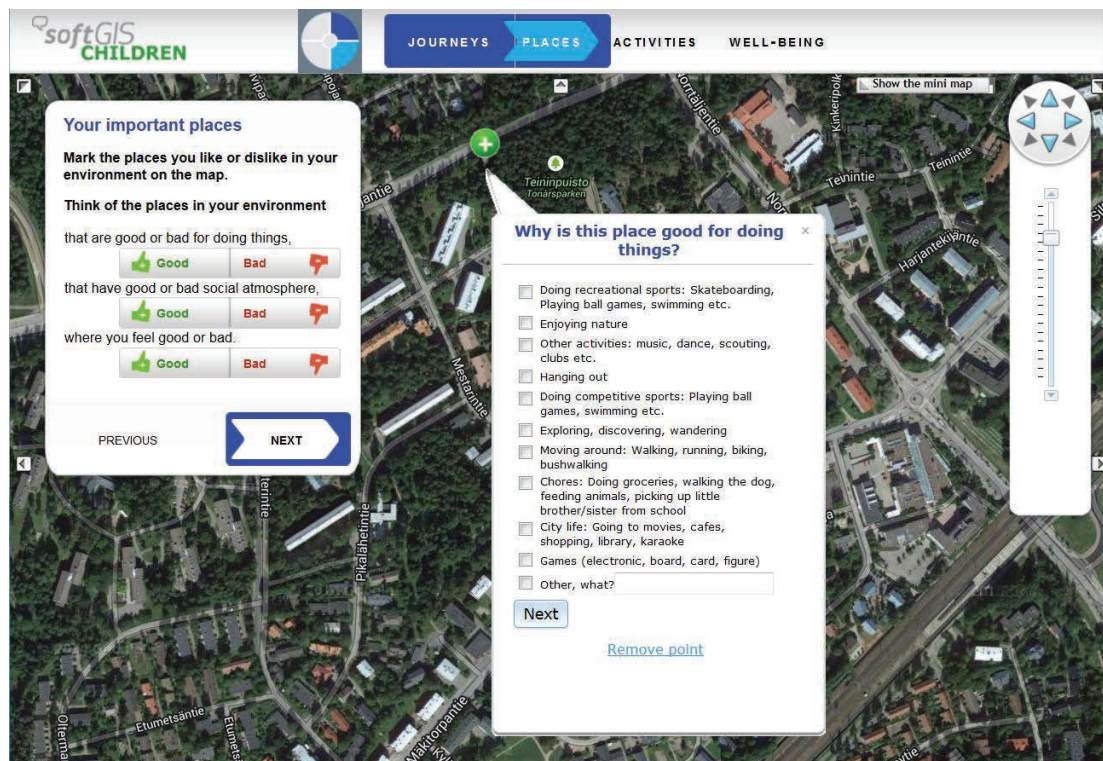 softGIS
CHILDREN
JOURNEYS PLACES ACTIVITIES WELL-BEING
Show the mini map
Your important places
Mark the places you like or dislike in your
environment on the map.
Think of the places in your environment
that are good or bad for doing things,
Good Bad
that have good or bad social atmosphere,
Good Bad
where you feel good or bad.
Good Bad
PREVIOUS NEXT
Why is this place good for doing
things?
×
Doing recreational sports: Skateboarding,
Playing ball games, swimming etc.
Enjoying nature
Other activities: music, dance, scouting,
clubs etc.
Hanging out
Doing competitive sports: Playing ball
games, swimming etc.
Exploring, discovering, wandering
Moving around: Walking, running, biking,
bushwalking
Chores: Doing groceries, walking the dog,
feeding animals, picking up little
brother/sister from school
City life: Going to movies, cafes,
shopping, library, karaoke
Games (electronic, board, card, figure)
Other, what?
Next
Remove point
Norrtäljentie
Kinkeripolk
Teininpuisto
Tonarsparken
Teinintie
Teinintie
Harjantekijäntie
Mestarintie
Pikalähetintie
Etumetsäntie
Etumets
Olterma
Mäkitorpantie